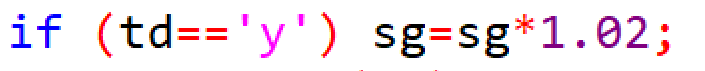 if (td=='y') sg=sg*1.02;